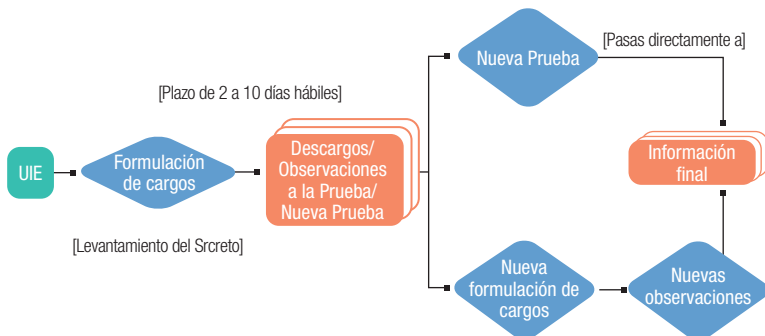 [Plazo de 2 a 10 días hábiles]
UIE
Formulación
de cargos
[Levantamiento del Srcreto]
Descargos/
Observaciones
a la Prueba/
Nueva Prueba
Nueva Prueba
[Pasas directamente a]
Información
final
Nueva
formulación de
cargos
Nuevas
observaciones